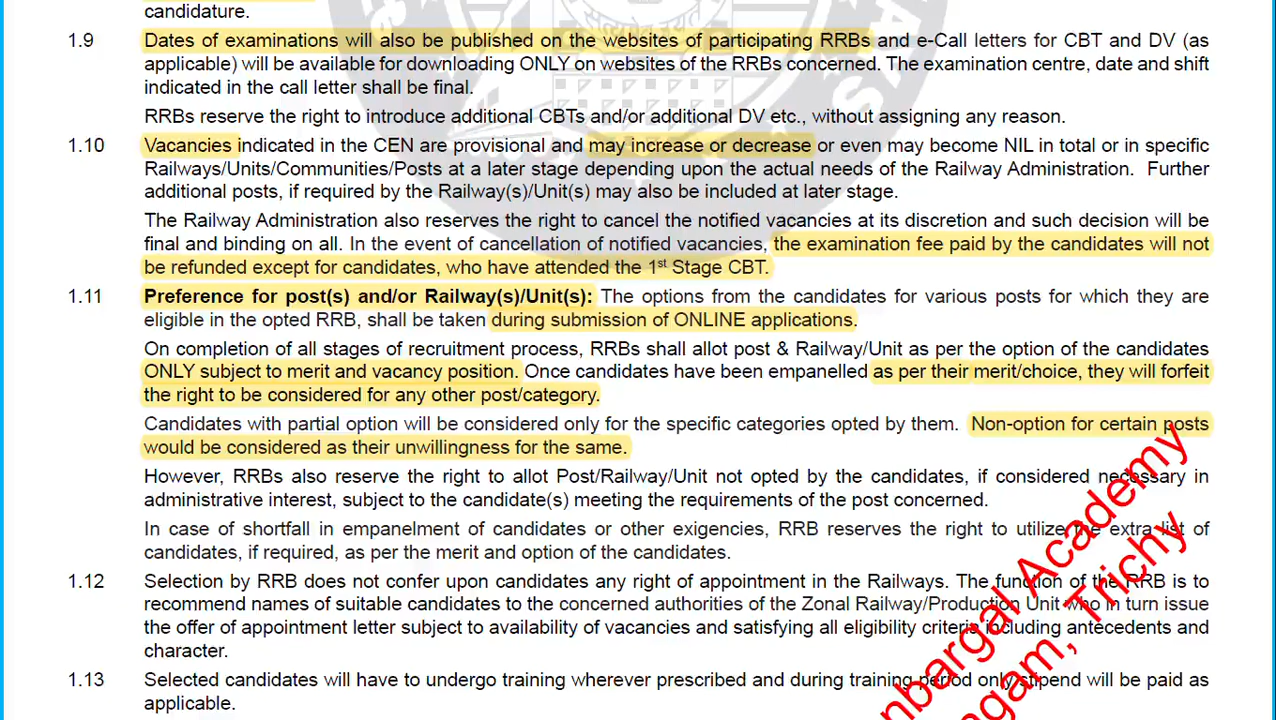 candidature.
1.9 Dates of examinations will also be published on the websites of participating RRBs and e-Call letters for CBT and DV (as
applicable) will be available for downloading ONLY on websites of the RRBs concerned. The examination centre, date and shift
indicated in the call letter shall be final.
RRBs reserve the right to introduce additional CBTs and/or additional DV etc., without assigning any reason.
1.10 Vacancies indicated in the CEN are provisional and may increase or decrease or even may become NIL in total or in specific
Railways/Units/Communities/Posts at a later stage depending upon the actual needs of the Railway Administration. Further
additional posts, if required by the Railway(s)/Unit(s) may also be included at later stage.
The Railway Administration also reserves the right to cancel the notified vacancies at its discretion and such decision will be
final and binding on all. In the event of cancellation of notified vacancies, the examination fee paid by the candidates will not
be refunded except for candidates, who have attended the 1st Stage CBT.
1.11 Preference for post(s) and/or Railway(s)/Unit(s): The options from the candidates for various posts for which they are
eligible in the opted RRB, shall be taken during submission of ONLINE applications.
On completion of all stages of recruitment process, RRBs shall allot post & Railway/Unit as per the option of the candidates
ONLY subject to merit and vacancy position. Once candidates have been empanelled as per their merit/choice, they will forfeit
the right to be considered for any other post/category.
Candidates with partial option will be considered only for the specific categories opted by them. Non-option for certain posts
would be considered as their unwillingness for the same.
However, RRBs also reserve the right to allot Post/Railway/Unit not opted by the candidates, if considered necessary in
administrative interest, subject to the candidate(s) meeting the requirements of the post concerned.
In case of shortfall in empanelment of candidates or other exigencies, RRB reserves the right to utilize the extra list of
candidates, if required, as per the merit and option of the candidates.
1.12 Selection by RRB does not confer upon candidates any right of appointment in the Railways. The function of the RRB is to
recommend names of suitable candidates to the concerned authorities of the Zonal Railway/Production Unit who in turn issue
the offer of appointment letter subject to availability of vacancies and satisfying all eligibility criteria including antecedents and
character.
1.13 Selected candidates will have to undergo training wherever prescribed and during training period only stipend will be paid as
applicable.
Academy
Trichy